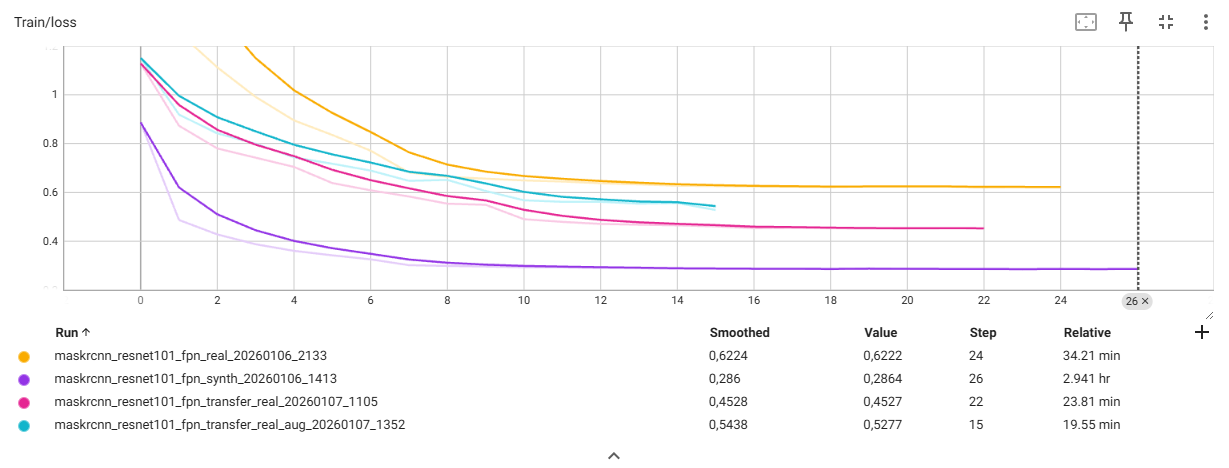 Train/loss
1
0.8
0.6
0.4
0 2 4 6 8 10 12 14 16 18 20 22 24 26 ×
Run ↑ Smoothed Value Step Relative
maskrcnn_resnet101_fpn_real_20260106_2133 0,6224 0,6222 24 34.21 min
maskrcnn_resnet101_fpn_synth_20260106_1413 0,286 0,2864 26 2.941 hr
maskrcnn_resnet101_fpn_transfer_real_20260107_1105 0,4528 0,4527 22 23.81 min
maskrcnn_resnet101_fpn_transfer_real_aug_20260107_1352 0,5438 0,5277 15 19.55 min